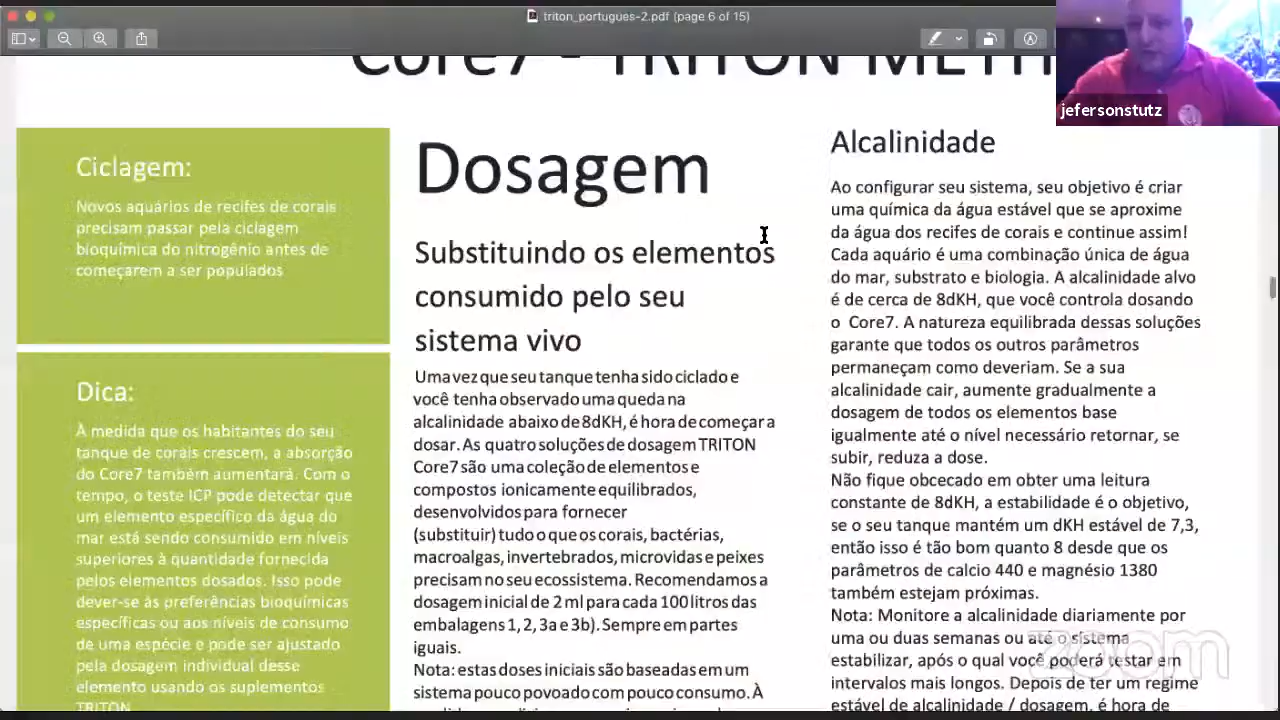 triton_portugues-2.pdf (page 6 of 15)
Core7 - TRITON METH
jefersonstutz
Ciclagem:
Novos aquários de recifes de corais
precisam passar pela ciclagem
bioquímica do nitrogênio antes de
começarem a ser populados
Dica:
À medida que os habitantes do seu
tanque de corais crescem, a absorção
do Core7 também aumentará. Com o
tempo, o teste ICP pode detectar que
um elemento específico da água do
mar está sendo consumido em níveis
superiores à quantidade fornecida
pelos elementos dosados. Isso pode
dever-se às preferências bioquímicas
específicas ou aos níveis de consumo
de uma espécie e pode ser ajustado
pela dosagem individual desse
elemento usando os suplementos
TRITON
Dosagem
Substituindo os elementos
consumido pelo seu
sistema vivo
Uma vez que seu tanque tenha sido ciclado e
você tenha observado uma queda na
alcalinidade abaixo de 8dKH, é hora de começar a
dosar. As quatro soluções de dosagem TRITON
Core7 são uma coleção de elementos e
compostos ionicamente equilibrados,
desenvolvidos para fornecer
(substituir) tudo o que os corais, bactérias,
macroalgas, invertebrados, microvidas e peixes
precisam no seu ecossistema. Recomendamos a
dosagem inicial de 2 ml para cada 100 litros das
embalagens 1, 2, 3a e 3b). Sempre em partes
iguais.
Nota: estas doses iniciais são baseadas em um
sistema pouco povoado com pouco consumo. À
Alcalinidade
Ao configurar seu sistema, seu objetivo é criar
uma química da água estável que se aproxime
da água dos recifes de corais e continue assim!
Cada aquário é uma combinação única de água
do mar, substrato e biologia. A alcalinidade alvo
é de cerca de 8dKH, que você controla dosando
o Core7. A natureza equilibrada dessas soluções
garante que todos os outros parâmetros
permaneçam como deveriam. Se a sua
alcalinidade cair, aumente gradualmente a
dosagem de todos os elementos base
igualmente até o nível necessário retornar, se
subir, reduza a dose.
Não fique obcecado em obter uma leitura
constante de 8dKH, a estabilidade é o objetivo,
se o seu tanque mantém um dKH estável de 7,3,
então isso é tão bom quanto 8 desde que os
parâmetros de calcio 440 e magnésio 1380
também estejam próximas.
Nota: Monitore a alcalinidade diariamente por
uma ou duas semanas ou até o sistema
estabilizar, após o qual você poderá testar em
intervalos mais longos. Depois de ter um regime
estável de alcalinidade / dosagem, é hora de
zoom